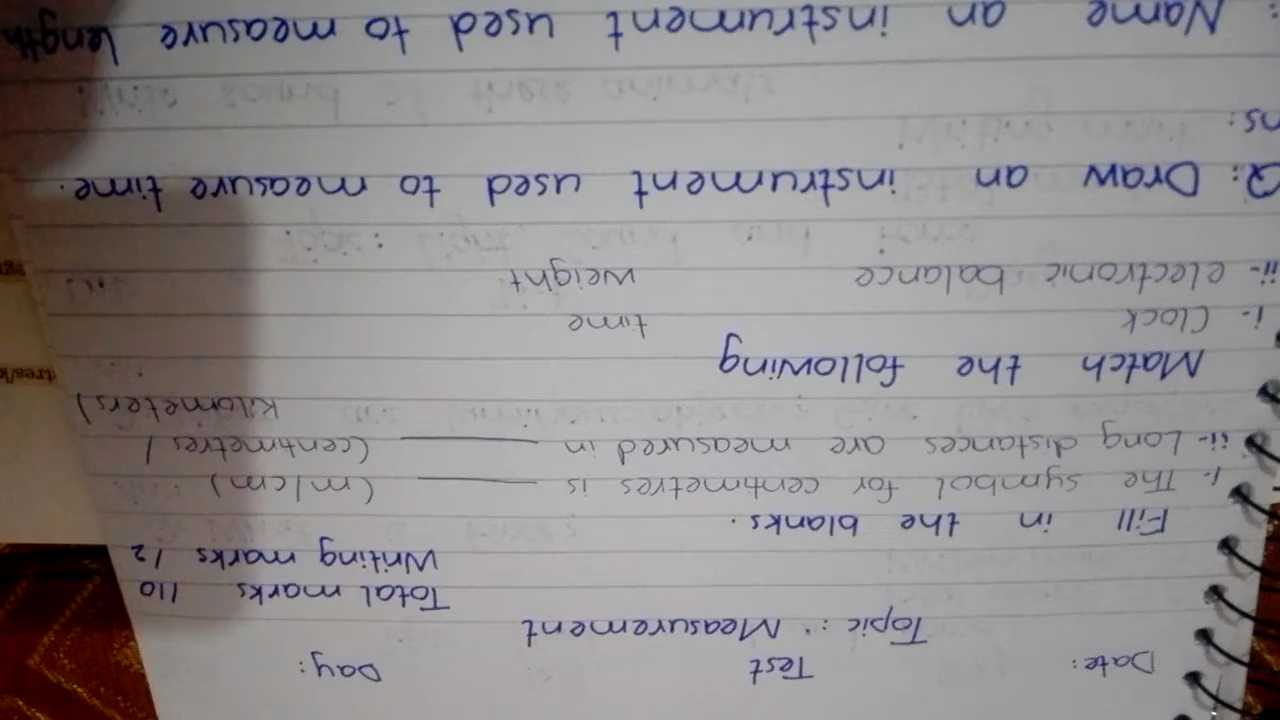 Date: Test Day:
Topic: Measurement
Total marks /10
Writing marks /2
Fill in the blanks.
i- The symbol for centimetres is ______ (m/cm)
ii- Long distances are measured in ______ (centimetres /
kilometers)
Match the following
i- Clock time
ii- electronic balance weight
Q: Draw an instrument used to measure time.
ns:
: Name an instrument used to measure length